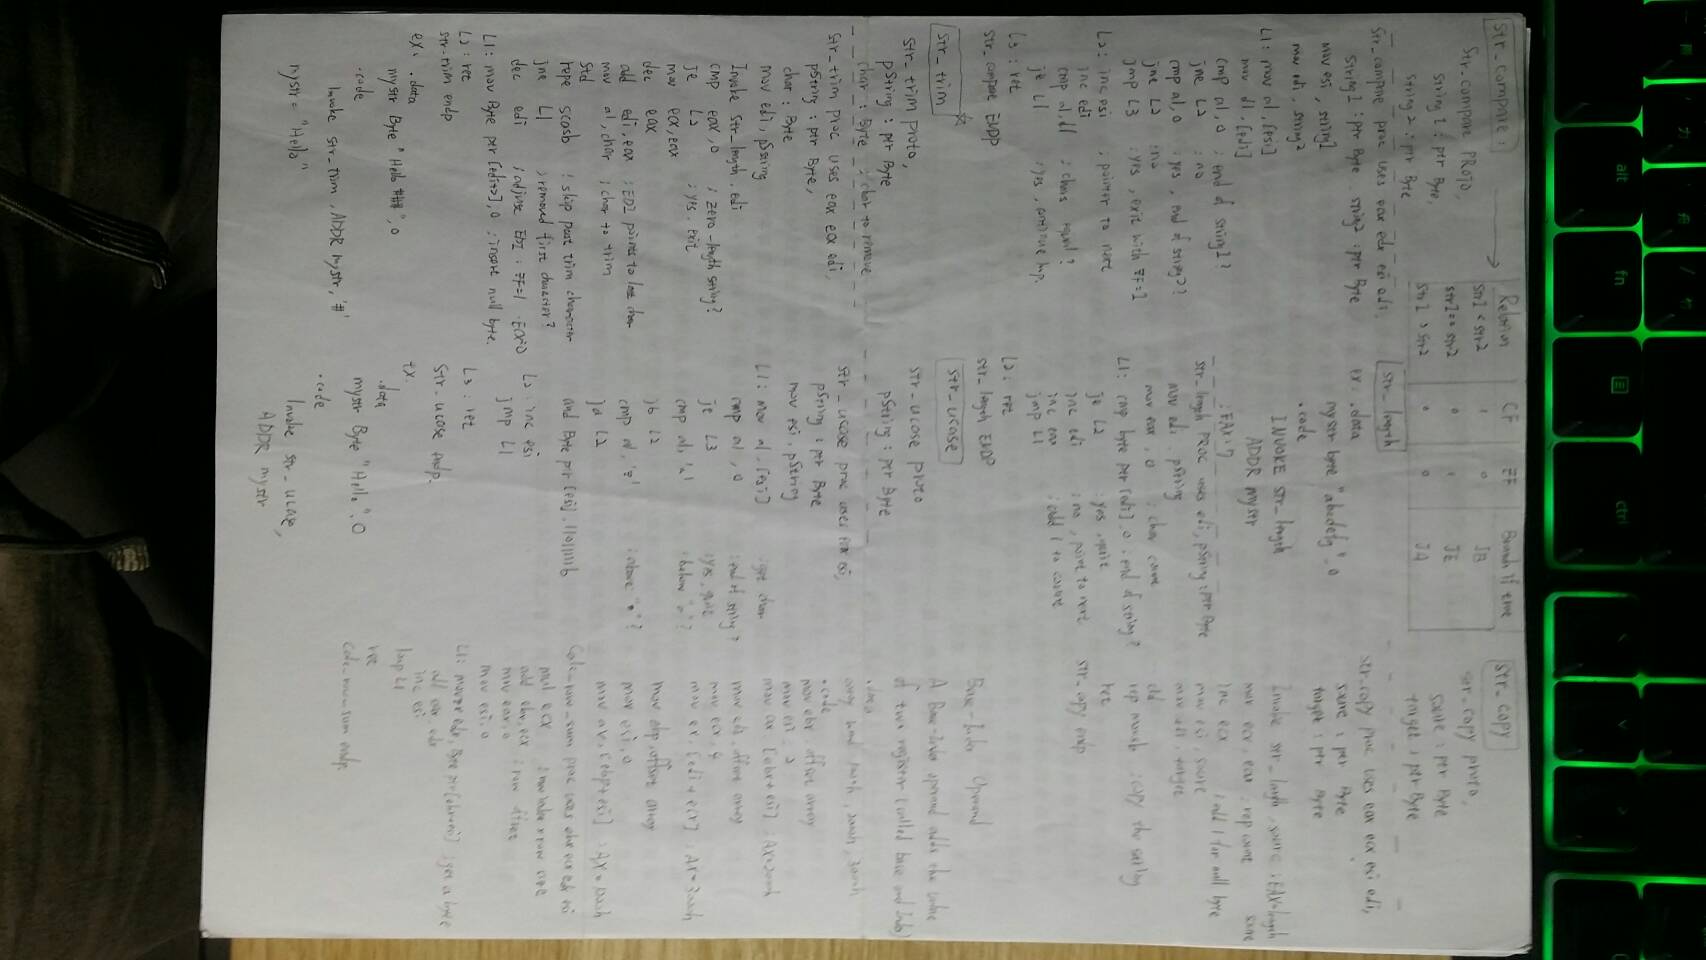 Str_compare :
Str_compare PROTO,
string1 : ptr Byte,
string2 : ptr Byte
Str_compare proc uses eax edx esi edi,
string1 : ptr Byte, string2 : ptr Byte
mov esi, string1
mov edi, string2
L1: mov al, [esi]
mov dl, [edi]
cmp al, 0 ; end of string1?
jne L2 ; no
cmp dl, 0 ; yes, end of string2?
jne L2 ; no
jmp L3 ; yes, exit with ZF=1
L2: inc esi ; pointer to next
inc edi
cmp al, dl ; chars equal?
je L1 ; yes, continue loop.
L3: ret
Str_compare ENDP
Str_trim
Str_trim proto,
pString : ptr Byte
char : Byte ; char to remove
Str_trim proc uses eax ecx edi,
pString : ptr Byte,
char : Byte
mov edi, pString
Invoke Str_length, edi
cmp eax, 0 ; zero-length string?
je L2 ; yes, exit
mov ecx, eax
dec eax
add edi, eax ; EDI points to last char
mov al, char ; char to trim
std
repe scasb ; skip past trim character
jne L1 ; removed first character?
dec edi ; adjust EDI: ZF=1
L1: mov Byte ptr [edi+2], 0 ; insert null byte.
L2: ret
Str_trim endp
ex. .data
mystr Byte "Hello ###", 0
.code
Invoke Str_trim, ADDR mystr, '#'
mystr = "Hello"
Relation CF ZF Branch if true
str1 < str2 1 0 JB
str1 == str2 0 1 JE
str1 > str2 0 0 JA
Str_length
ex. .data
mystr byte "abcdefg", 0
.code
INVOKE Str_length
ADDR mystr
; EAX=7
Str_length PROC uses edi, pString:ptr Byte
mov edi, pString
mov eax, 0 ; char count
L1: cmp byte ptr [edi], 0 ; end of string?
je L2 ; yes, quit
inc edi ; no, point to next
inc eax ; add 1 to count
jmp L1
L2: ret
Str_length ENDP
Str_ucase
Str_ucase proto
pString : ptr Byte
Str_ucase proc uses eax esi,
pString : ptr Byte
mov esi, pString
L1: mov al, [esi] ; get char
cmp al, 0 ; end of string?
je L3 ; yes, quit
cmp al, 'a' ; below "a"?
jb L2
cmp al, 'z' ; above "z"?
ja L2
and Byte ptr [esi], 11011111b
L2: inc esi
jmp L1
L3: ret
Str_ucase endp.
ex.
.data
mystr Byte "Hello", 0
.code
Invoke Str_ucase,
ADDR mystr
Str_copy
Str_copy proto,
source : ptr Byte
target : ptr Byte
Str_copy proc uses eax ecx esi edi,
source : ptr Byte
target : ptr Byte
Invoke Str_length, source ; EAX=length source
mov ecx, eax ; rep count
inc ecx ; add 1 for null byte
mov esi, source
mov edi, target
cld
rep movsb ; copy the string
ret
Str_copy endp
Base-Index Operand
A Base-Index operand adds the value
of two registers (called base and index)
.data
array word 1000h, 2000h, 3000h
.code
mov ebx, offset array
mov esi, 2
mov ax, [ebx+esi] ; AX=2000h
mov edi, offset array
mov ecx, 4
mov ax, [edi+ecx] ; AX=3000h
mov ebp, offset array
mov esi, 0
mov ax, [ebp+esi] ; AX=1000h
Calc_row_sum proc uses ebx ecx edx esi
mul ecx ; row index * row size
add ebx, eax ; row offset
mov eax, 0
mov esi, 0
L1: movzx edx, Byte ptr[ebx+esi] ; get a byte
add eax, edx
inc esi
loop L1
ret
calc_row_sum endp.